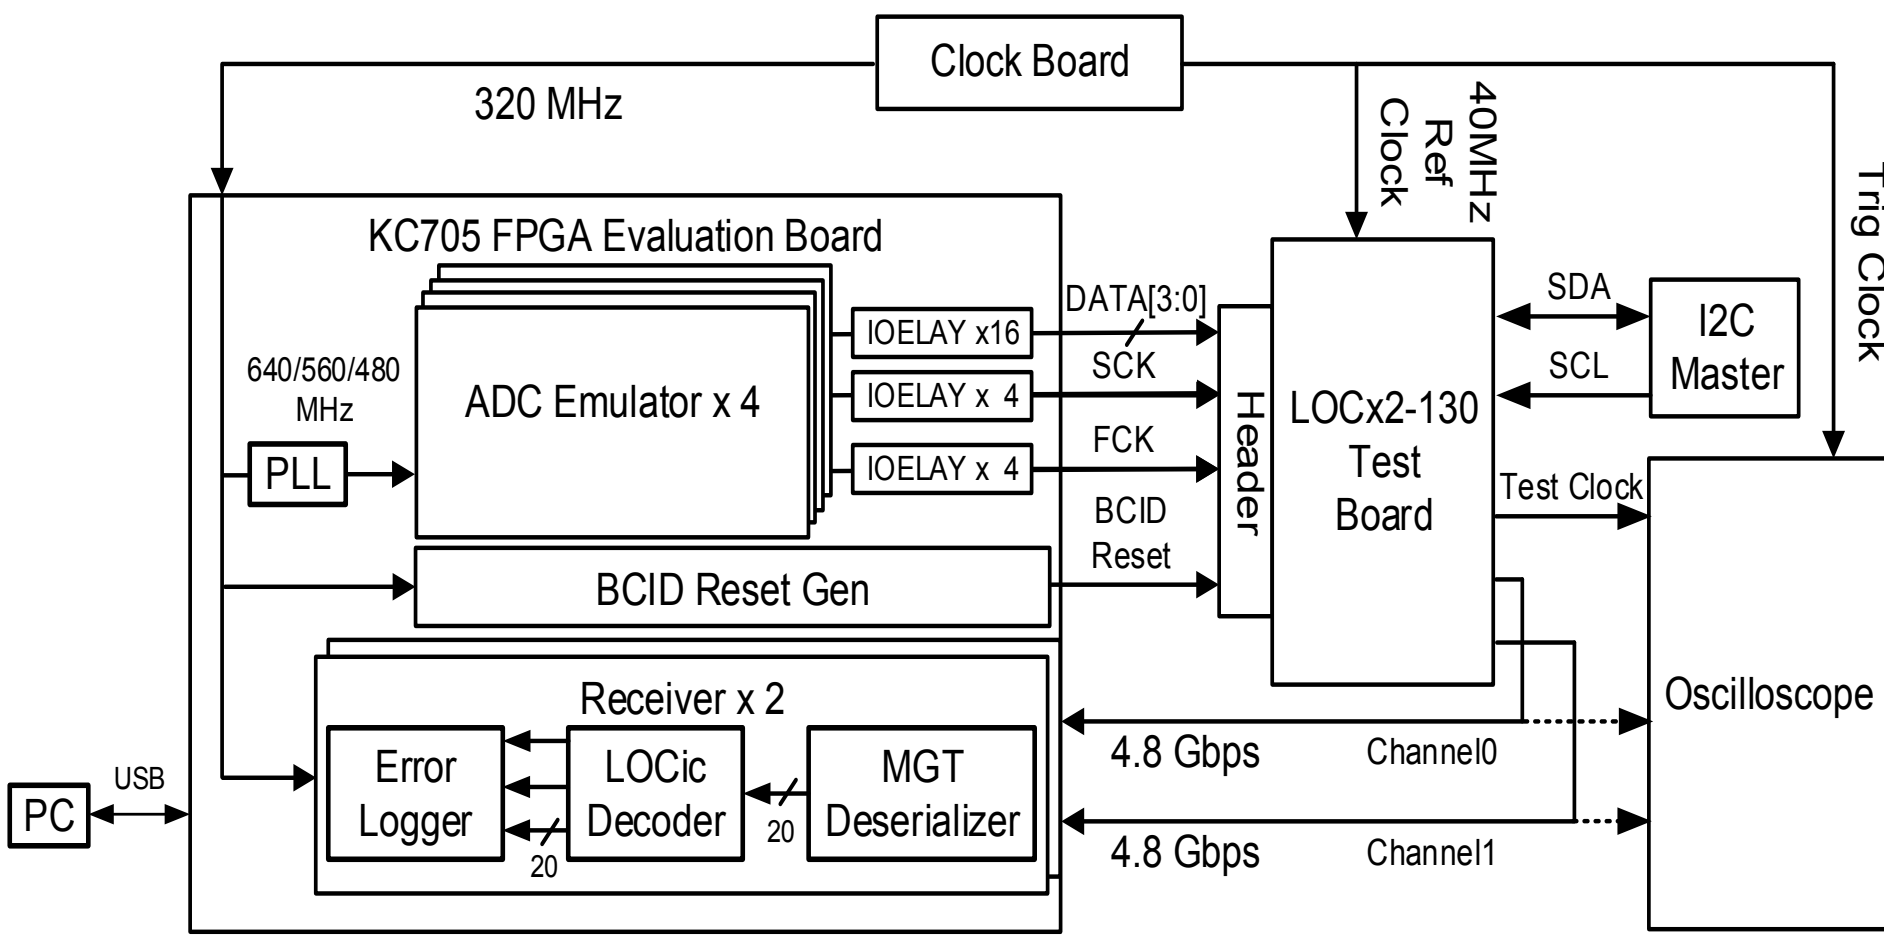 Clock Board
320 MHz
40MHz
Ref
Clock
Trig Clock
KC705 FPGA Evaluation Board
640/560/480
MHz
PLL
ADC Emulator x 4
IOELAY x16
IOELAY x 4
IOELAY x 4
DATA[3:0]
SCK
FCK
BCID
Reset
Header
LOCx2-130
Test
Board
SDA
SCL
I2C
Master
Test Clock
BCID Reset Gen
Receiver x 2
Error
Logger
LOCic
Decoder
MGT
Deserializer
20
20
USB
PC
4.8 Gbps
Channel0
4.8 Gbps
Channel1
Oscilloscope